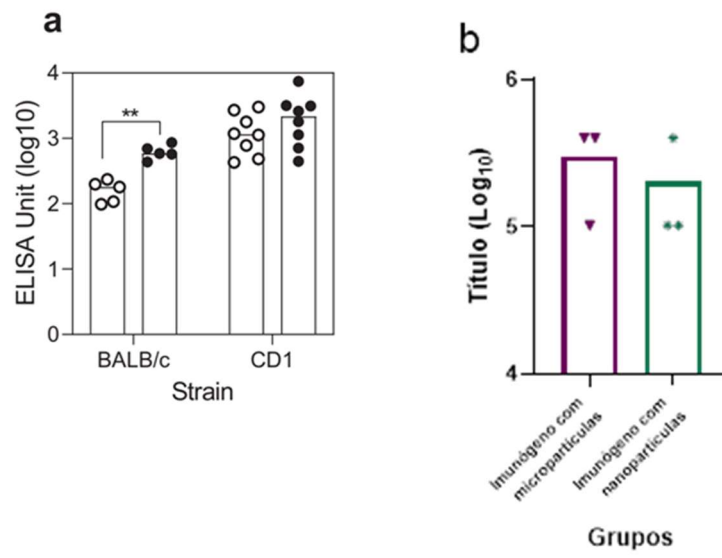 a
4
3
2
1
0
ELISA Unit (log10)
**
BALB/c
CD1
Strain
b
6
5
4
Título (Log10)
Imunógeno com
micropartículas
Imunógeno com
nanopartículas
Grupos